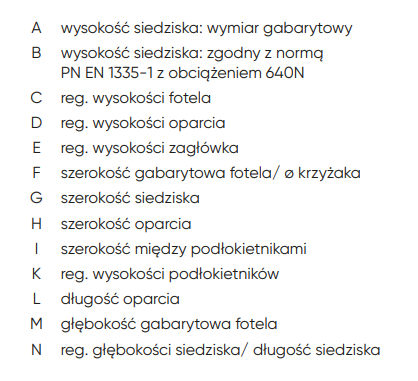 A wysokość siedziska: wymiar gabarytowy
B wysokość siedziska: zgodny z normą
PN EN 1335-1 z obciążeniem 640N
C reg. wysokości fotela
D reg. wysokości oparcia
E reg. wysokości zagłówka
F szerokość gabarytowa fotela/ ø krzyżaka
G szerokość siedziska
H szerokość oparcia
I szerokość między podłokietnikami
K reg. wysokości podłokietników
L długość oparcia
M głębokość gabarytowa fotela
N reg. głębokości siedziska/ długość siedziska